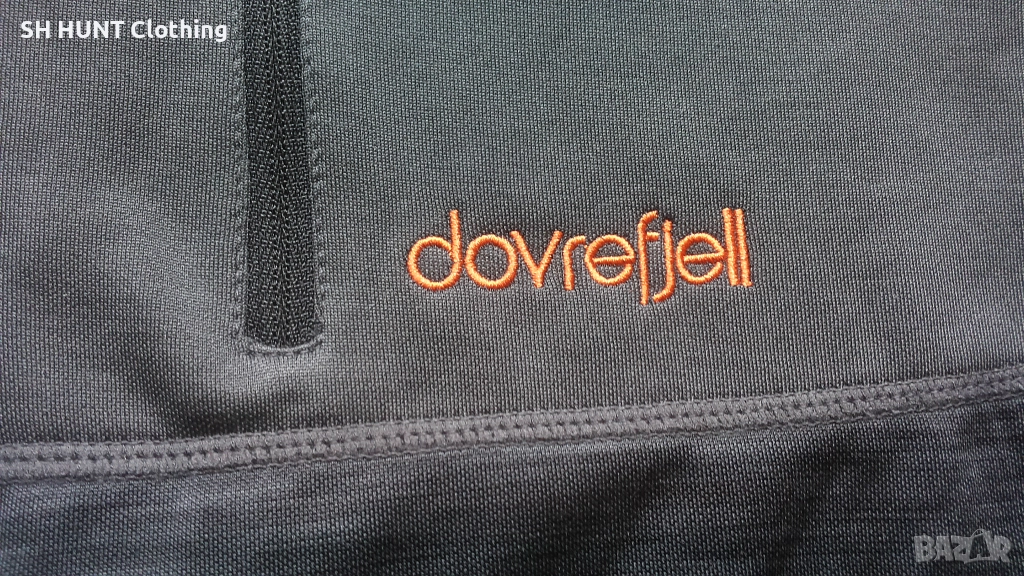 SH HUNT Clothing
dovrefjell
BAZAR